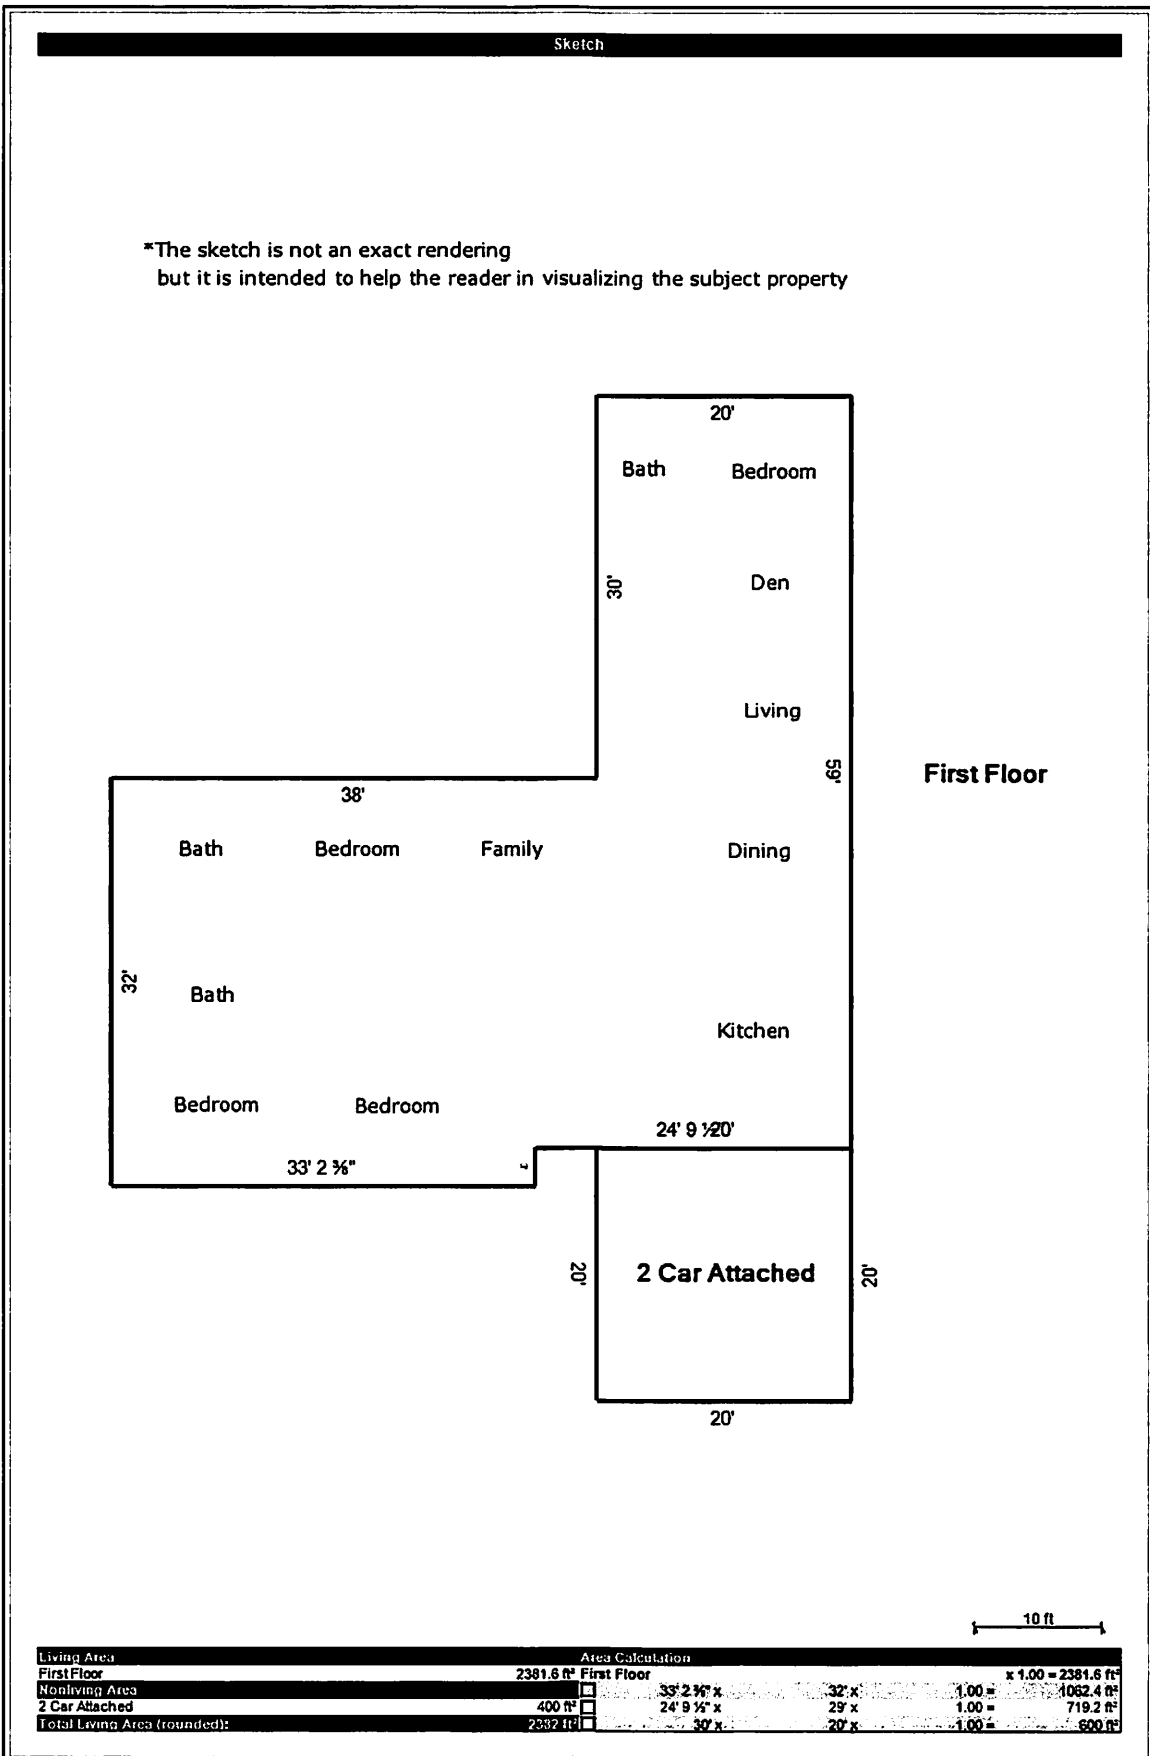 Sketch
*The sketch is not an exact rendering
but it is intended to help the reader in visualizing the subject property
20'
Bath Bedroom
30'
Den
Living
59'
First Floor
38'
Bath Bedroom Family Dining
32'
Bath
Kitchen
Bedroom Bedroom
24' 9 ½" 20'
33' 2 ⅜"
20'
2 Car Attached
20'
20'
10 ft
Living Area Area Calculation
First Floor 2381.6 ft² First Floor x 1.00 = 2381.6 ft²
Nonliving Area 33' 2 ⅜" x 32' x 1.00 = 1062.4 ft²
2 Car Attached 400 ft² 24' 9 ½" x 29' x 1.00 = 719.2 ft²
Total Living Area (rounded): 2382 ft² 30' x 20' x 1.00 = 600 ft²